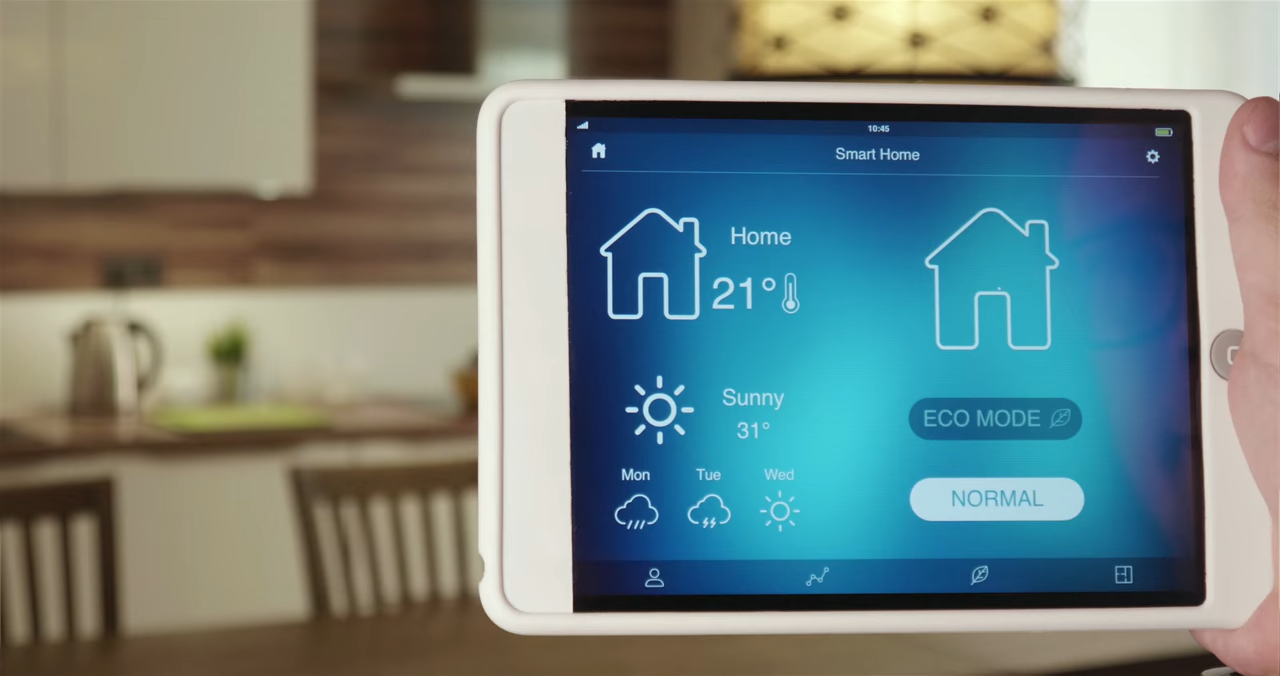 10:45
Smart Home
Home
21°
Sunny
31°
Mon Tue Wed
ECO MODE
NORMAL